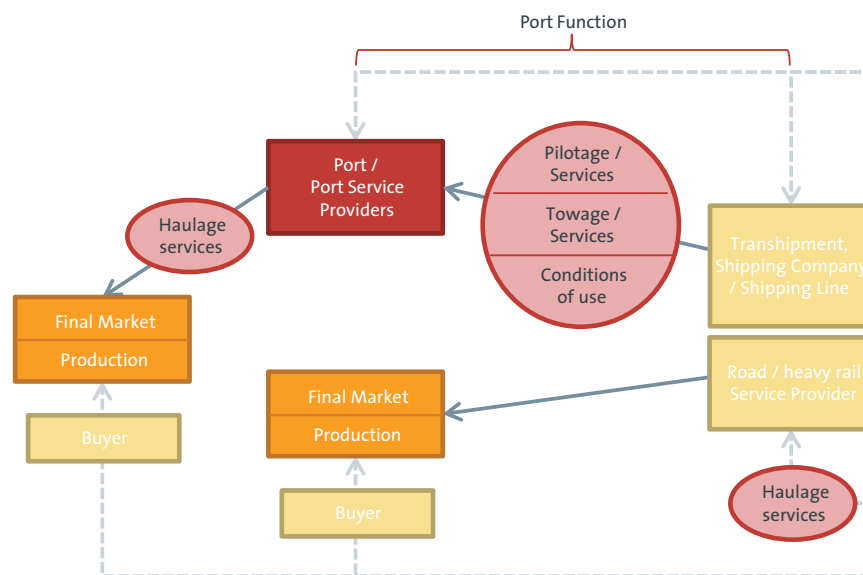 Port Function
Port /
Port Service
Providers
Pilotage /
Services
Towage /
Services
Conditions
of use
Haulage
services
Transhipment,
Shipping Company
/ Shipping Line
Final Market
Production
Road / heavy rail
Service Provider
Final Market
Production
Buyer
Buyer
Haulage
services